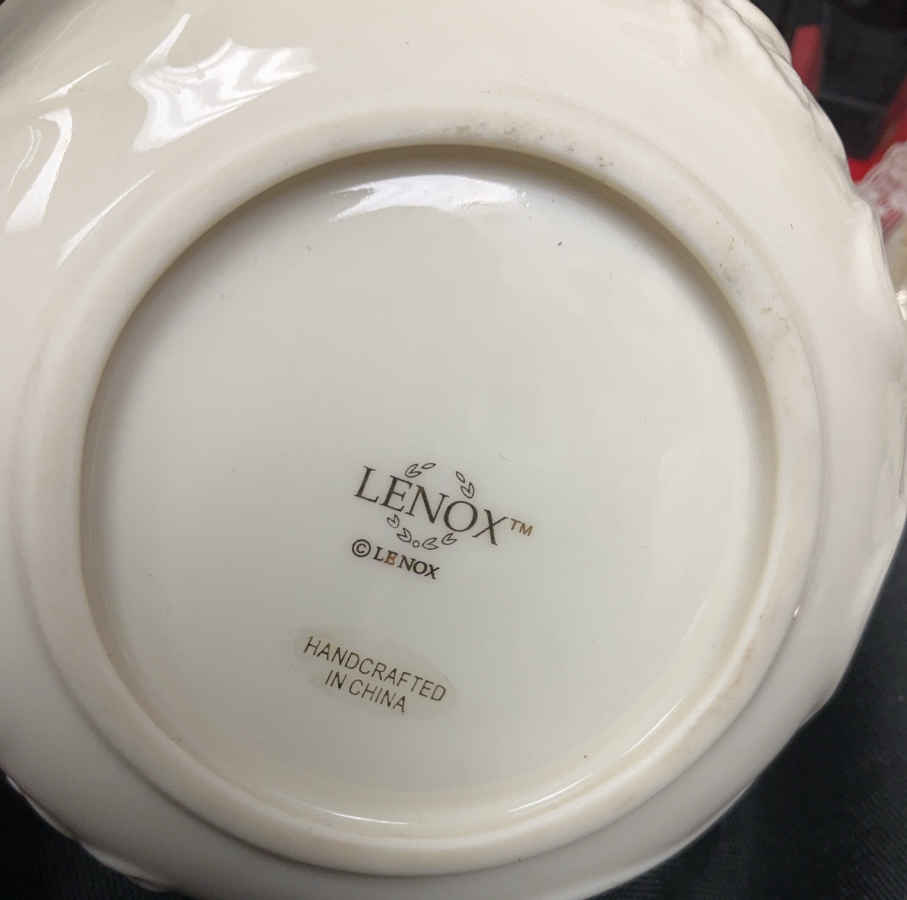 LENOX™
©LENOX
HANDCRAFTED
IN CHINA